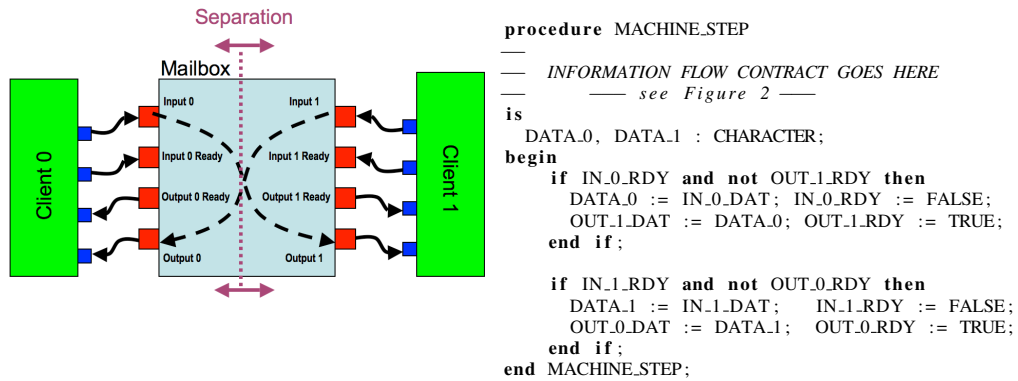 Separation
Mailbox
Input 0 Input 1
Input 0 Ready Input 1 Ready
Output 0 Ready Output 1 Ready
Output 0 Output 1
Client 0
Client 1
procedure MACHINE_STEP
——
—— INFORMATION FLOW CONTRACT GOES HERE
—— —— see Figure 2 ——
is
DATA_0, DATA_1 : CHARACTER;
begin
if IN_0_RDY and not OUT_1_RDY then
DATA_0 := IN_0_DAT; IN_0_RDY := FALSE;
OUT_1_DAT := DATA_0; OUT_1_RDY := TRUE;
end if;
if IN_1_RDY and not OUT_0_RDY then
DATA_1 := IN_1_DAT; IN_1_RDY := FALSE;
OUT_0_DAT := DATA_1; OUT_0_RDY := TRUE;
end if;
end MACHINE_STEP;